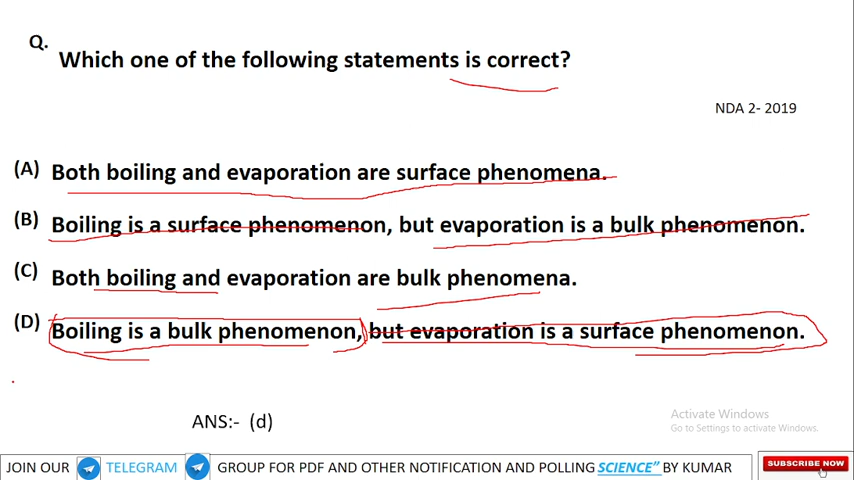 Q. Which one of the following statements is correct?
NDA 2- 2019
(A) Both boiling and evaporation are surface phenomena.
(B) Boiling is a surface phenomenon, but evaporation is a bulk phenomenon.
(C) Both boiling and evaporation are bulk phenomena.
(D) Boiling is a bulk phenomenon, but evaporation is a surface phenomenon.
ANS:- (d)
Activate Windows
Go to Settings to activate Windows.
JOIN OUR TELEGRAM GROUP FOR PDF AND OTHER NOTIFICATION AND POLLING SCIENCE” BY KUMAR SUBSCRIBE NOW